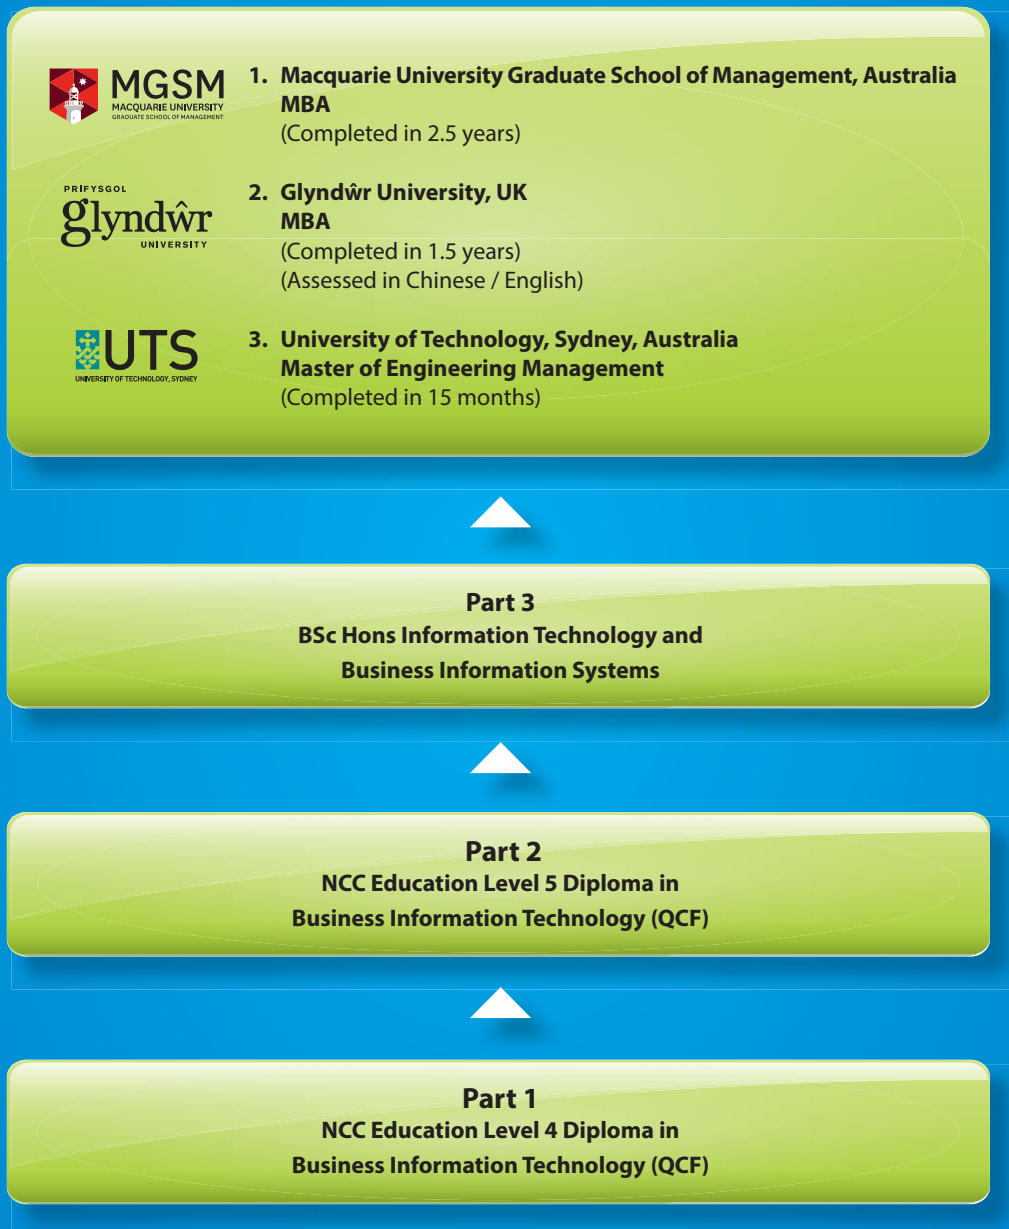 MGSM
MACQUARIE UNIVERSITY
GRADUATE SCHOOL OF MANAGEMENT
1. Macquarie University Graduate School of Management, Australia
MBA
(Completed in 2.5 years)
PRIFYSGOL
glyndŵr
UNIVERSITY
2. Glyndŵr University, UK
MBA
(Completed in 1.5 years)
(Assessed in Chinese / English)
UTS
UNIVERSITY OF TECHNOLOGY, SYDNEY
3. University of Technology, Sydney, Australia
Master of Engineering Management
(Completed in 15 months)
Part 3
BSc Hons Information Technology and
Business Information Systems
Part 2
NCC Education Level 5 Diploma in
Business Information Technology (QCF)
Part 1
NCC Education Level 4 Diploma in
Business Information Technology (QCF)